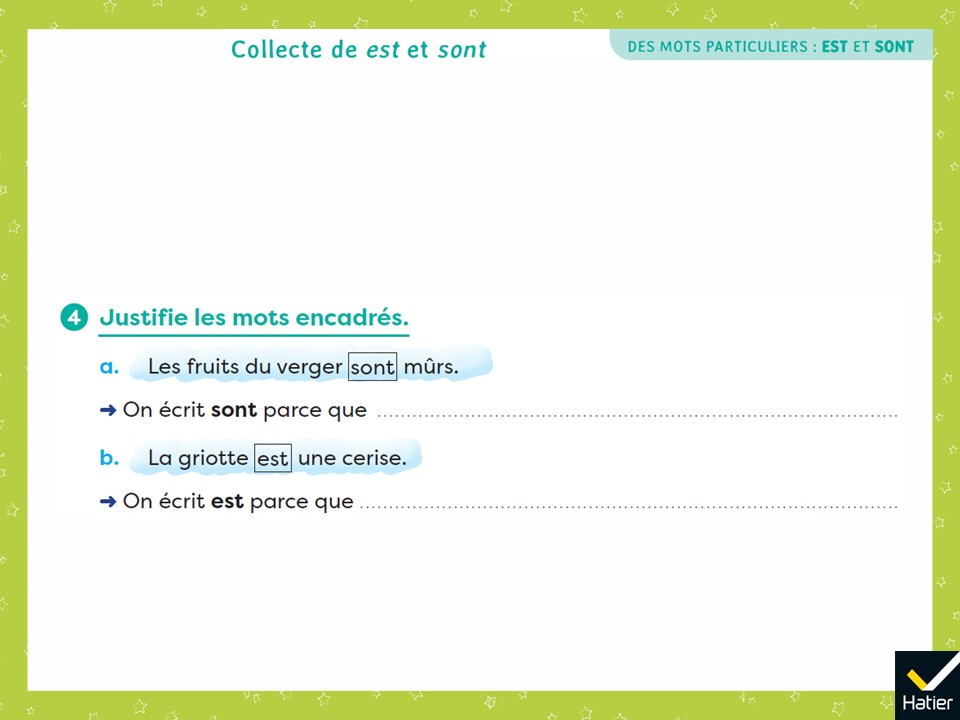 Collecte de est et sont
DES MOTS PARTICULIERS : EST ET SONT
4 Justifie les mots encadrés.
a. Les fruits du verger sont mûrs.
➜ On écrit sont parce que ........................................................................................
b. La griotte est une cerise.
➜ On écrit est parce que ...........................................................................................
Hatier